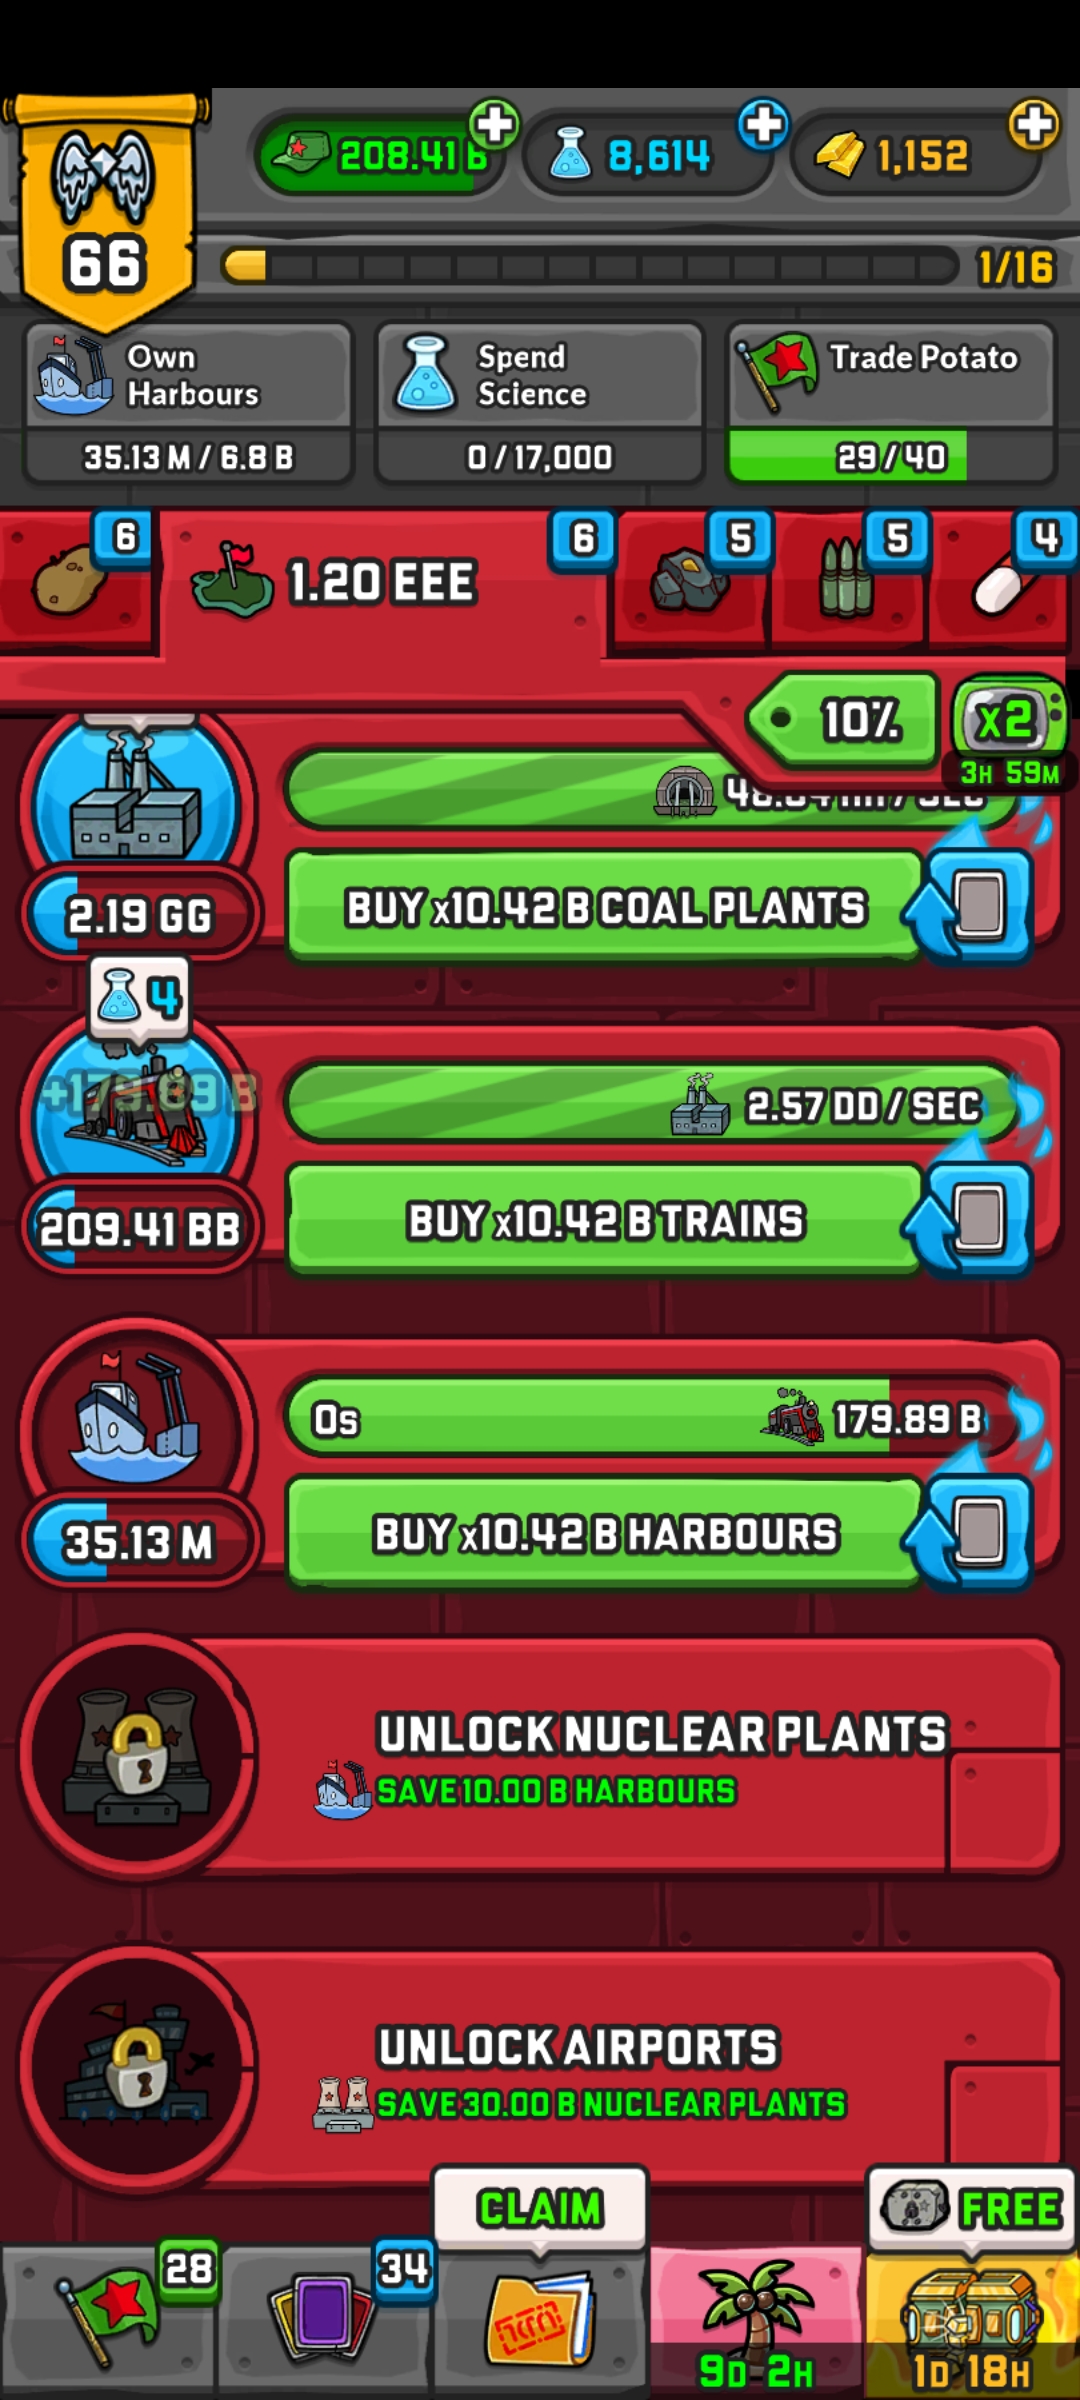 208.41 B
8,614
1,152
66
1/16
Own
Harbours
35.13 M / 6.8 B
Spend
Science
0 / 17,000
Trade Potato
29 / 40
6
1.20 EEE
6
5
5
4
10%
x2
3H 59M
/ SEC
2.19 GG
BUY x10.42 B COAL PLANTS
4
+179.89 B
2.57 DD / SEC
209.41 BB
BUY x10.42 B TRAINS
0s
179.89 B
35.13 M
BUY x10.42 B HARBOURS
UNLOCK NUCLEAR PLANTS
SAVE 10.00 B HARBOURS
UNLOCK AIRPORTS
SAVE 30.00 B NUCLEAR PLANTS
CLAIM
FREE
28
34
9D 2H
1D 18H